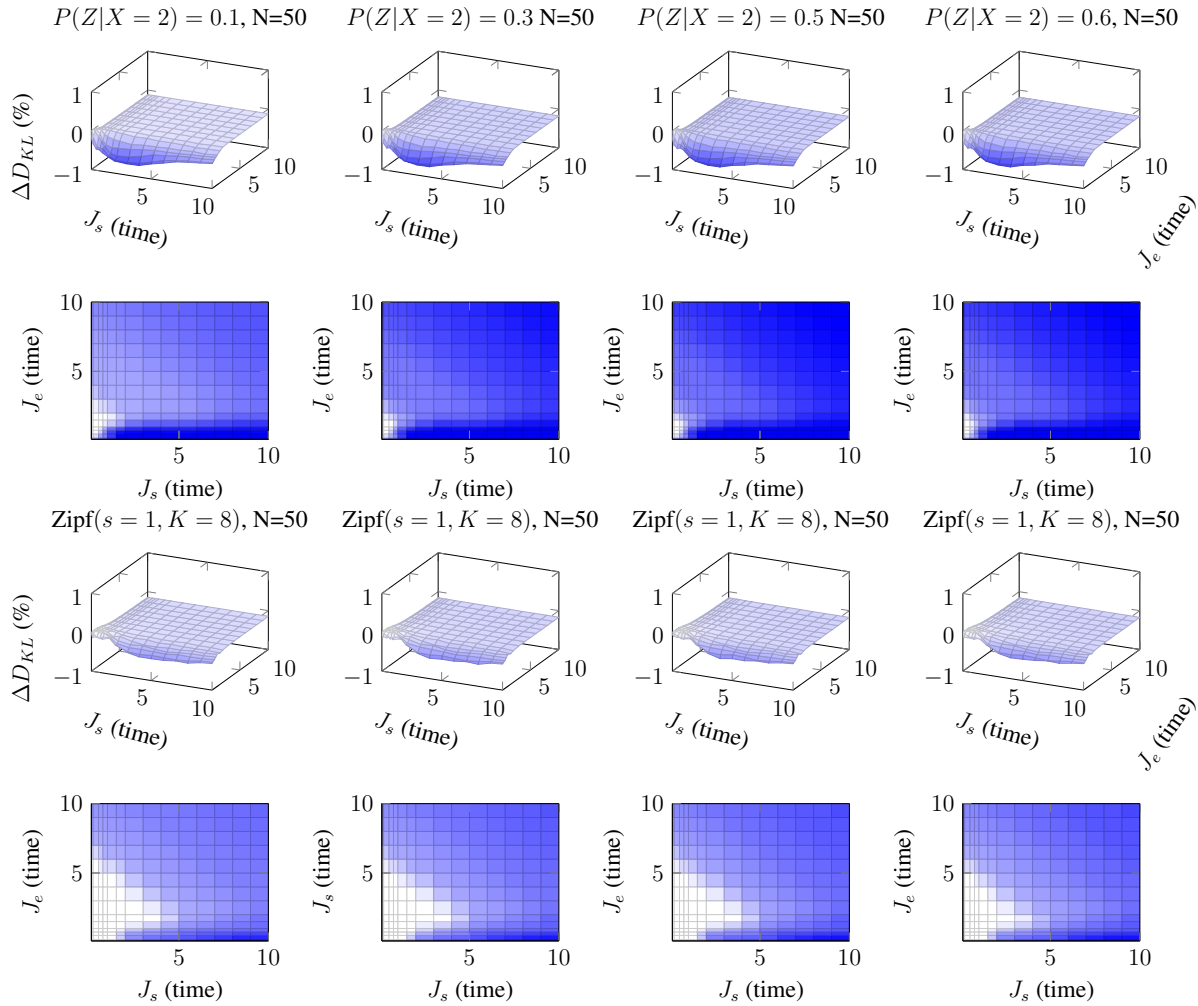 P(Z|X = 2) = 0.1, N=50
P(Z|X = 2) = 0.3 N=50
P(Z|X = 2) = 0.5 N=50
P(Z|X = 2) = 0.6, N=50
ΔD_{KL} (%)
1
0
−1
5
10
5
10
J_s (time)
1
0
−1
5
10
5
10
J_s (time)
1
0
−1
5
10
5
10
J_s (time)
1
0
−1
5
10
5
10
J_s (time)
J_e (time)
J_e (time)
10
5
5
10
J_s (time)
J_e (time)
10
5
5
10
J_s (time)
J_e (time)
10
5
5
10
J_s (time)
J_e (time)
10
5
5
10
J_s (time)
Zipf(s = 1, K = 8), N=50
Zipf(s = 1, K = 8), N=50
Zipf(s = 1, K = 8), N=50
Zipf(s = 1, K = 8), N=50
ΔD_{KL} (%)
1
0
−1
5
10
5
10
J_s (time)
1
0
−1
5
10
5
10
J_s (time)
1
0
−1
5
10
5
10
J_s (time)
1
0
−1
5
10
5
10
J_s (time)
J_e (time)
J_e (time)
10
5
5
10
J_s (time)
J_s (time)
10
5
5
10
J_s (time)
J_e (time)
10
5
5
10
J_s (time)
J_e (time)
10
5
5
10
J_s (time)